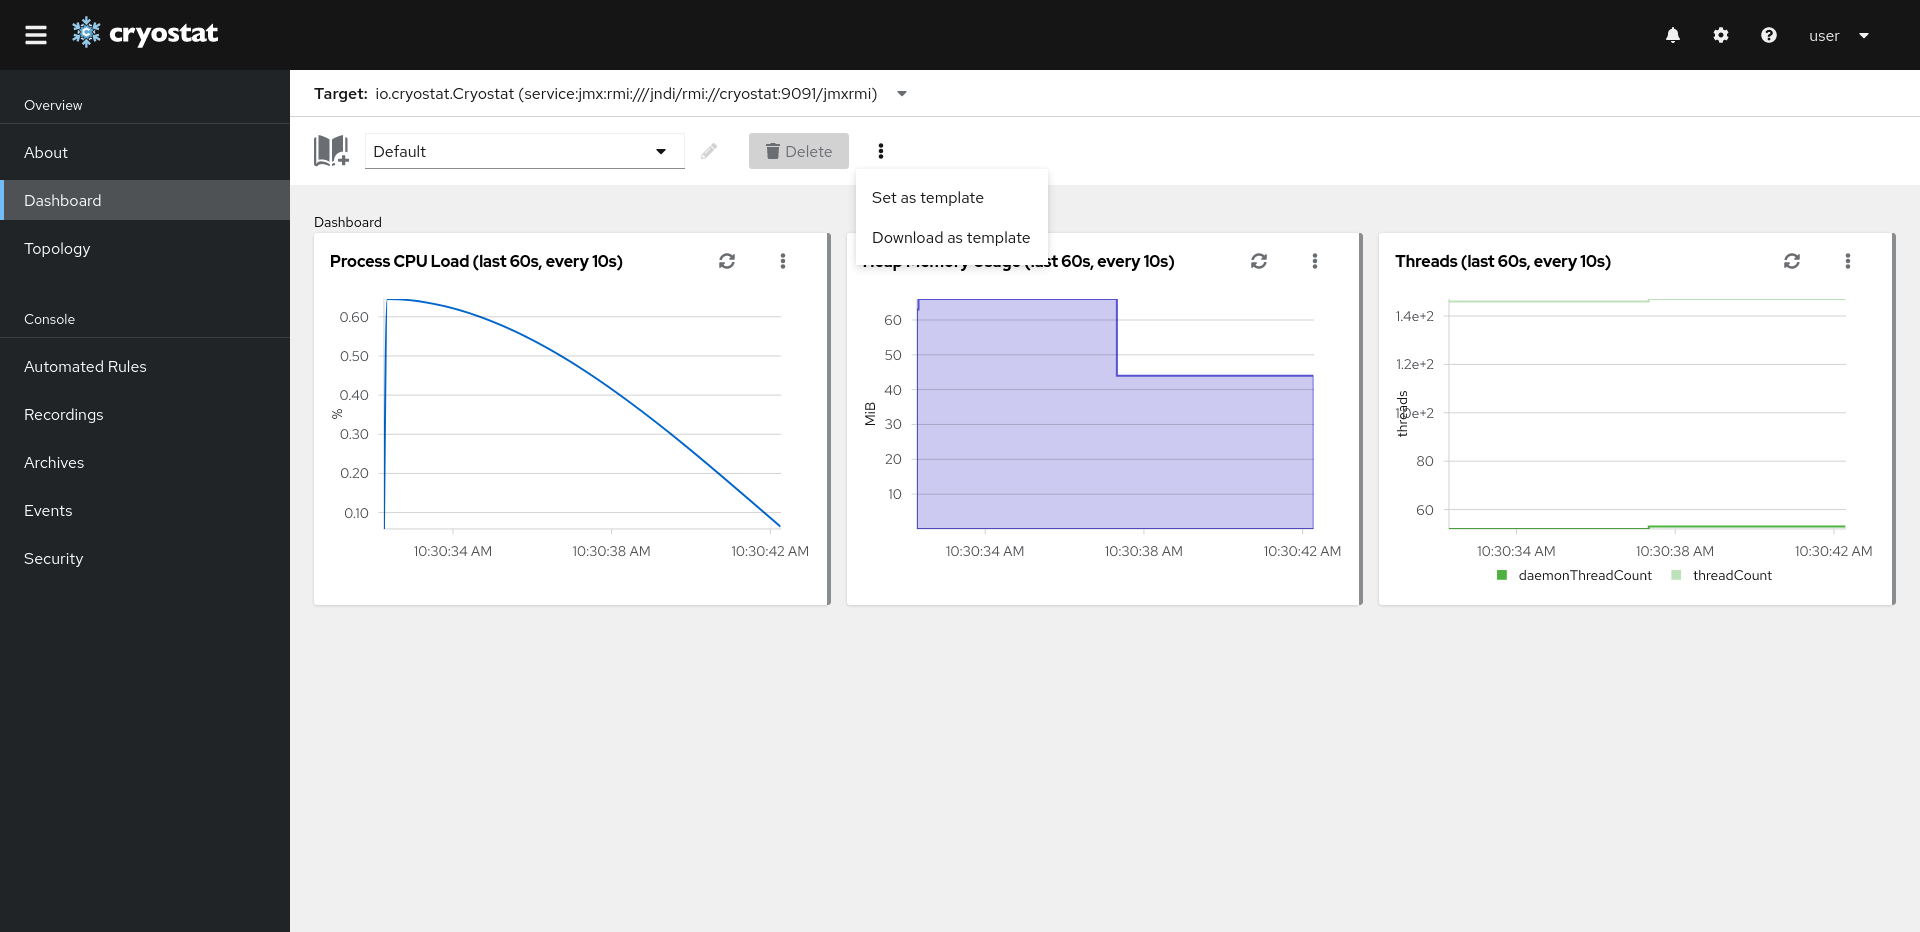 cryostat
user
Overview
About
Dashboard
Topology
Console
Automated Rules
Recordings
Archives
Events
Security
Target: io.cryostat.Cryostat (service:jmx:rmi:///jndi/rmi://cryostat:9091/jmxrmi)
Default
Delete
Set as template
Download as template
Dashboard
Process CPU Load (last 60s, every 10s)
0.60
0.50
0.40
%
0.30
0.20
0.10
10:30:34 AM 10:30:38 AM 10:30:42 AM
Heap Memory Usage (last 60s, every 10s)
60
50
40
MiB
30
20
10
10:30:34 AM 10:30:38 AM 10:30:42 AM
Threads (last 60s, every 10s)
1.4e+2
1.2e+2
1.0e+2
threads
80
60
10:30:34 AM 10:30:38 AM 10:30:42 AM
daemonThreadCount threadCount